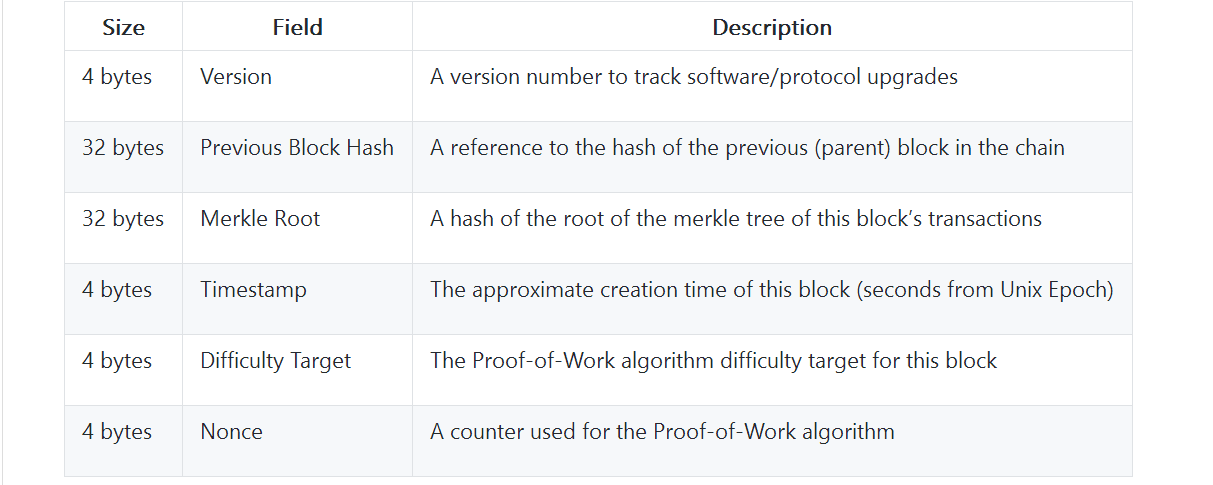 Size Field Description
4 bytes Version A version number to track software/protocol upgrades
32 bytes Previous Block Hash A reference to the hash of the previous (parent) block in the chain
32 bytes Merkle Root A hash of the root of the merkle tree of this block’s transactions
4 bytes Timestamp The approximate creation time of this block (seconds from Unix Epoch)
4 bytes Difficulty Target The Proof-of-Work algorithm difficulty target for this block
4 bytes Nonce A counter used for the Proof-of-Work algorithm